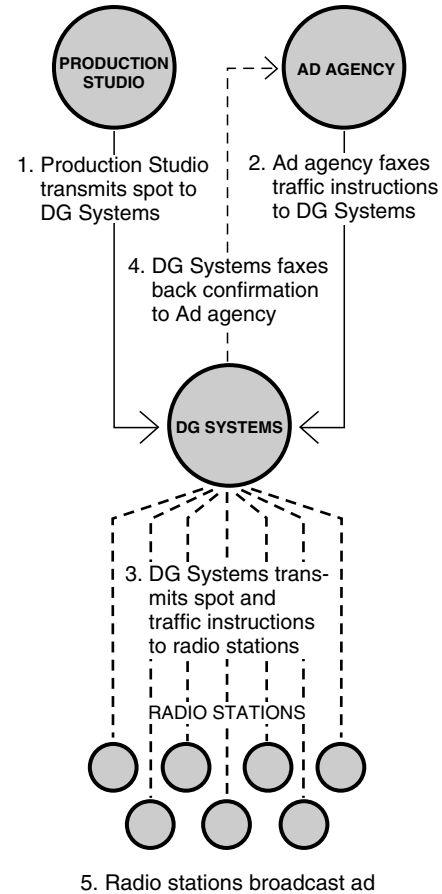 PRODUCTION
STUDIO
AD AGENCY
1. Production Studio
transmits spot to
DG Systems
2. Ad agency faxes
traffic instructions
to DG Systems
4. DG Systems faxes
back confirmation
to Ad agency
DG SYSTEMS
3. DG Systems trans-
mits spot and
traffic instructions
to radio stations
RADIO STATIONS
5. Radio stations broadcast ad